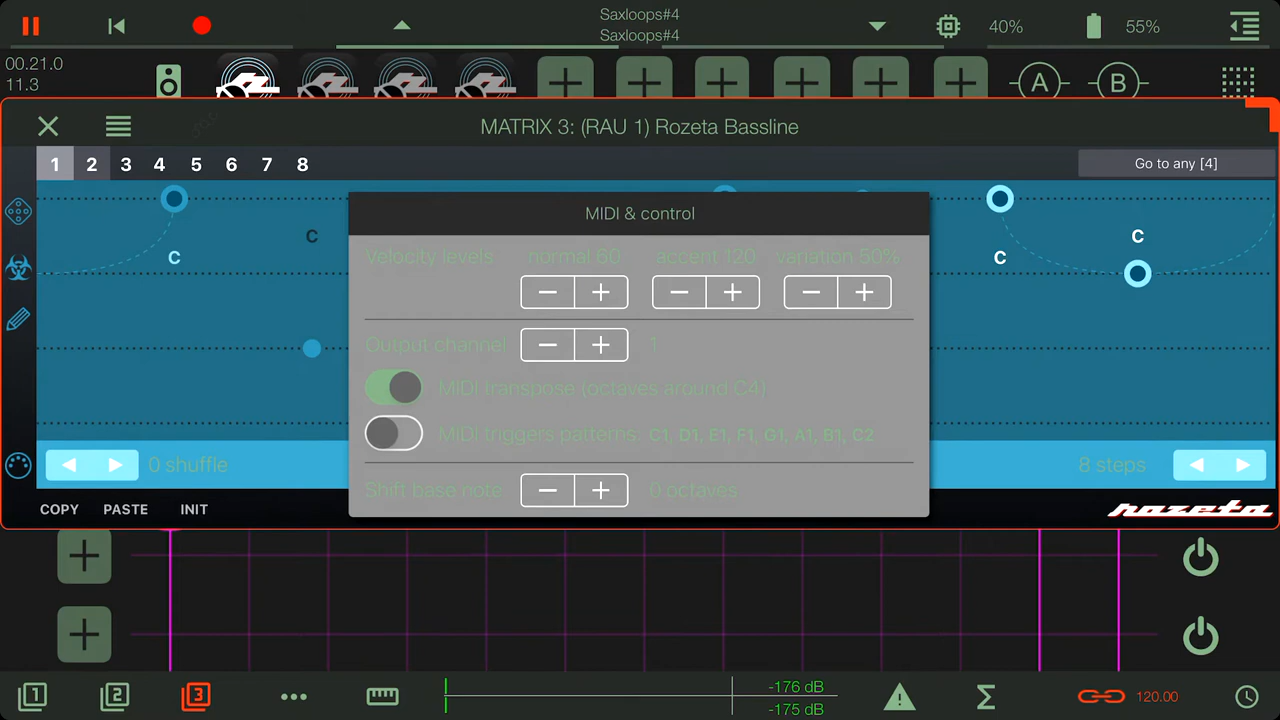 Saxloops#4
Saxloops#4
40%
55%
00.21.0
11.3
A
B
MATRIX 3: (RAU 1) Rozeta Bassline
1 2 3 4 5 6 7 8
Go to any [4]
MIDI & control
C
C
C
C
Velocity levels normal 60 accent 120 variation 50%
Output channel 1
MIDI transpose (octaves around C4)
MIDI triggers patterns: C1, D1, E1, F1, G1, A1, B1, C2
0 shuffle
8 steps
Shift base note 0 octaves
COPY PASTE INIT
Rozeta
1 2 3
-176 dB
-175 dB
120.00